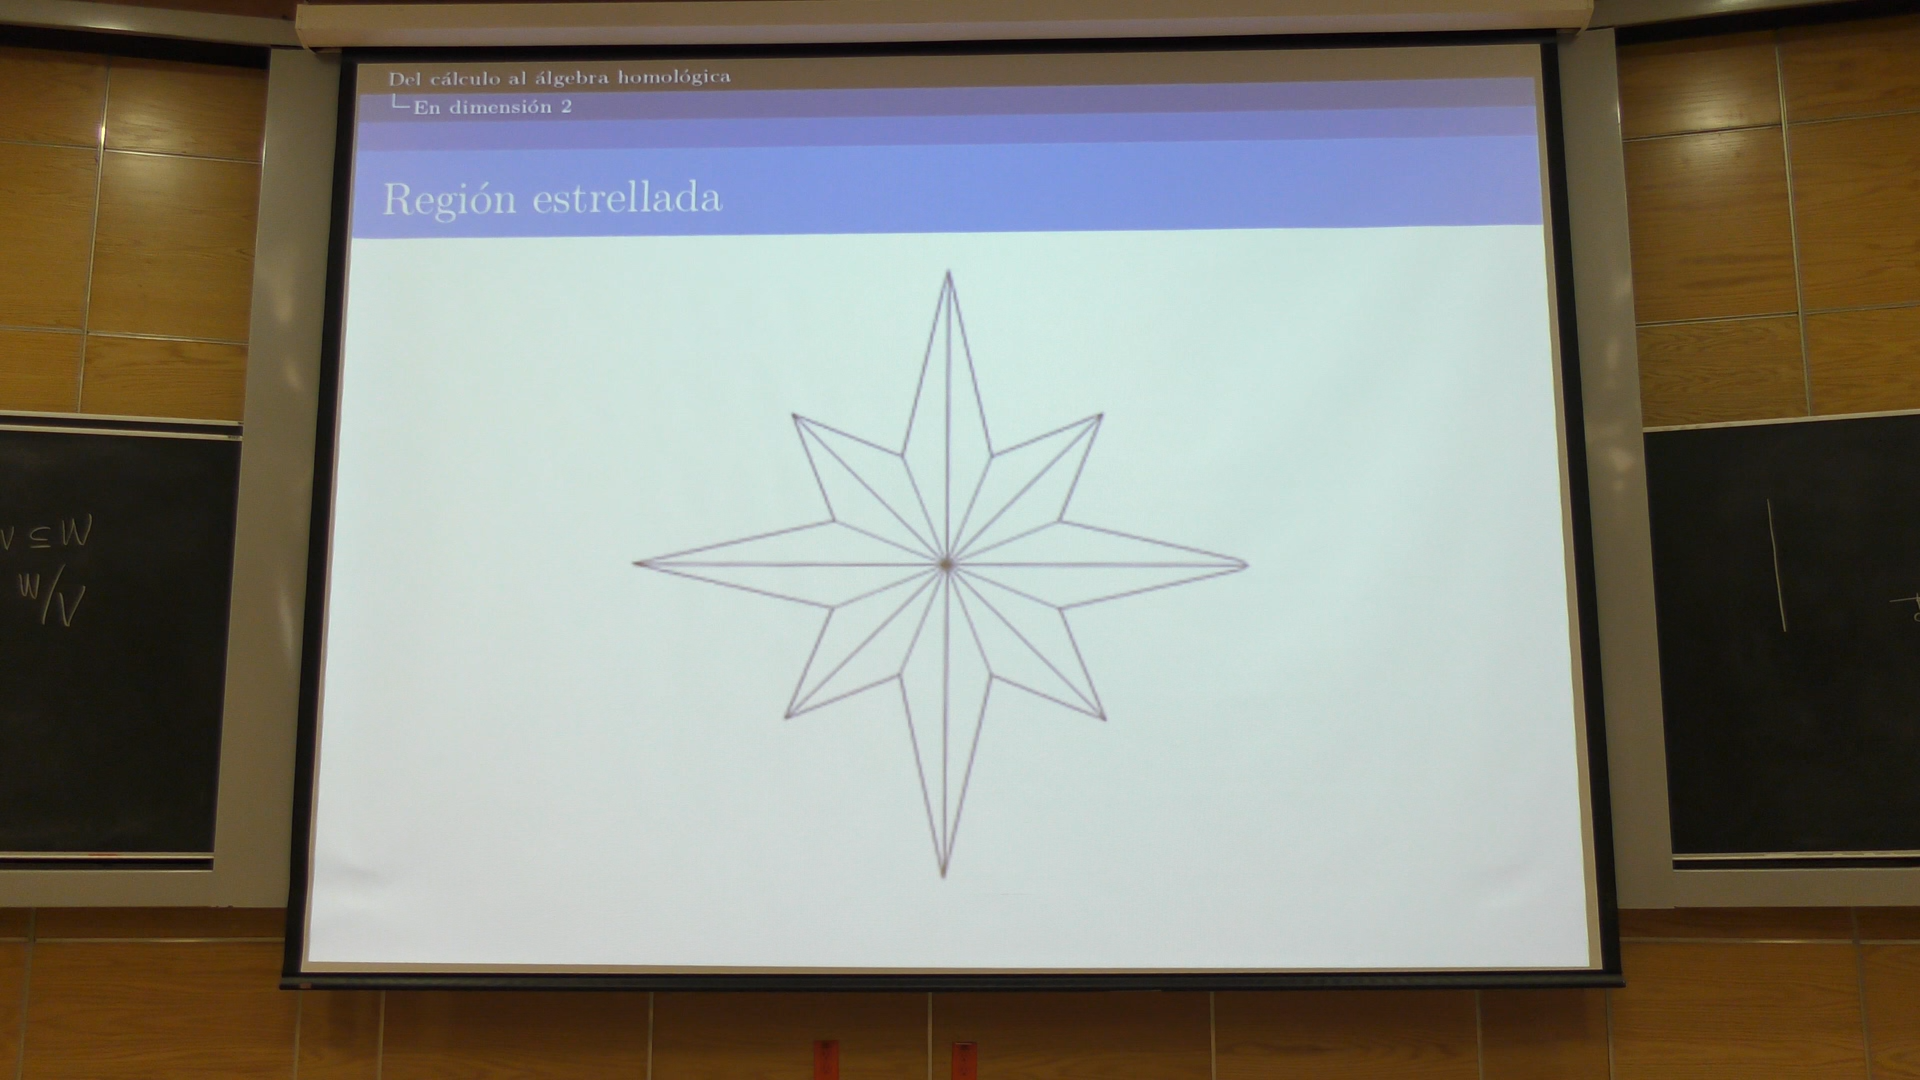 Del cálculo al álgebra homológica
En dimensión 2
Región estrellada
V ⊆ W
W/V